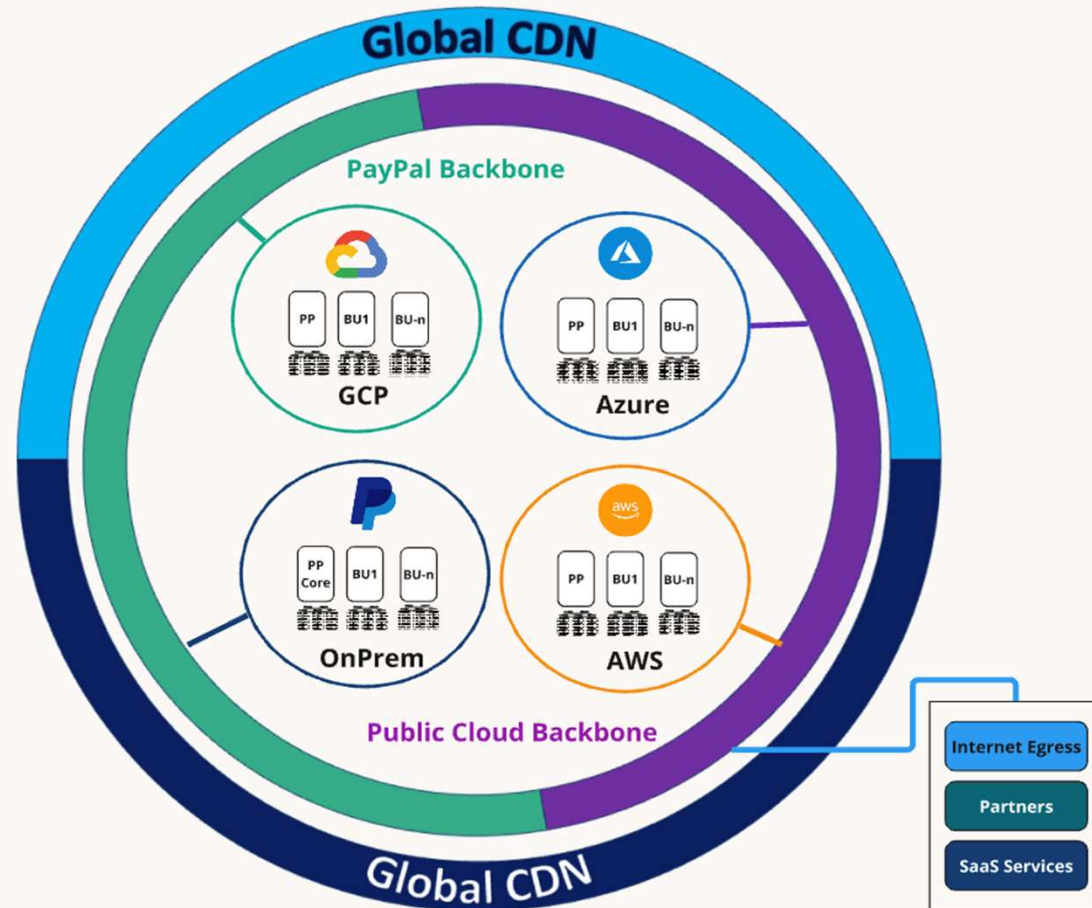 Global CDN
PayPal Backbone
PP
BU1
BU-n
GCP
PP
BU1
BU-n
Azure
PP
Core
BU1
BU-n
OnPrem
aws
PP
BU1
BU-n
AWS
Public Cloud Backbone
Internet Egress
Partners
SaaS Services
Global CDN